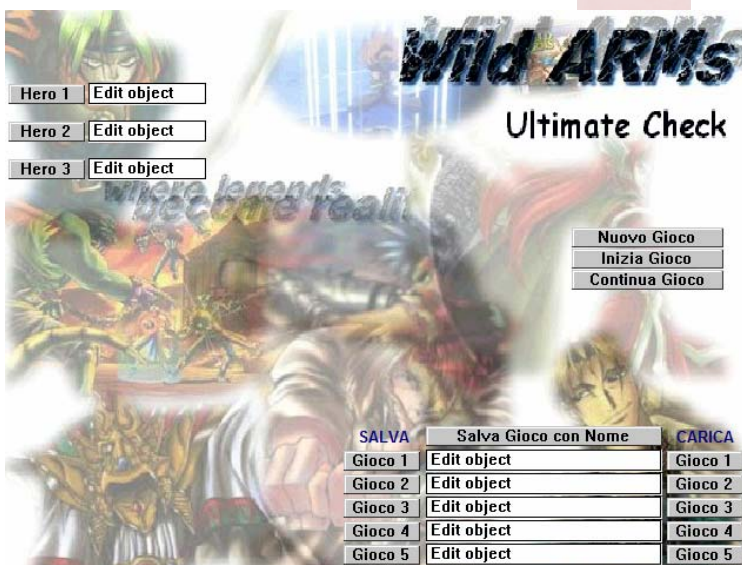 Wild ARMs
Ultimate Check
Hero 1 Edit object
Hero 2 Edit object
Hero 3 Edit object
where legends
become reali
Nuovo Gioco
Inizia Gioco
Continua Gioco
SALVA Salva Gioco con Nome CARICA
Gioco 1 Edit object Gioco 1
Gioco 2 Edit object Gioco 2
Gioco 3 Edit object Gioco 3
Gioco 4 Edit object Gioco 4
Gioco 5 Edit object Gioco 5